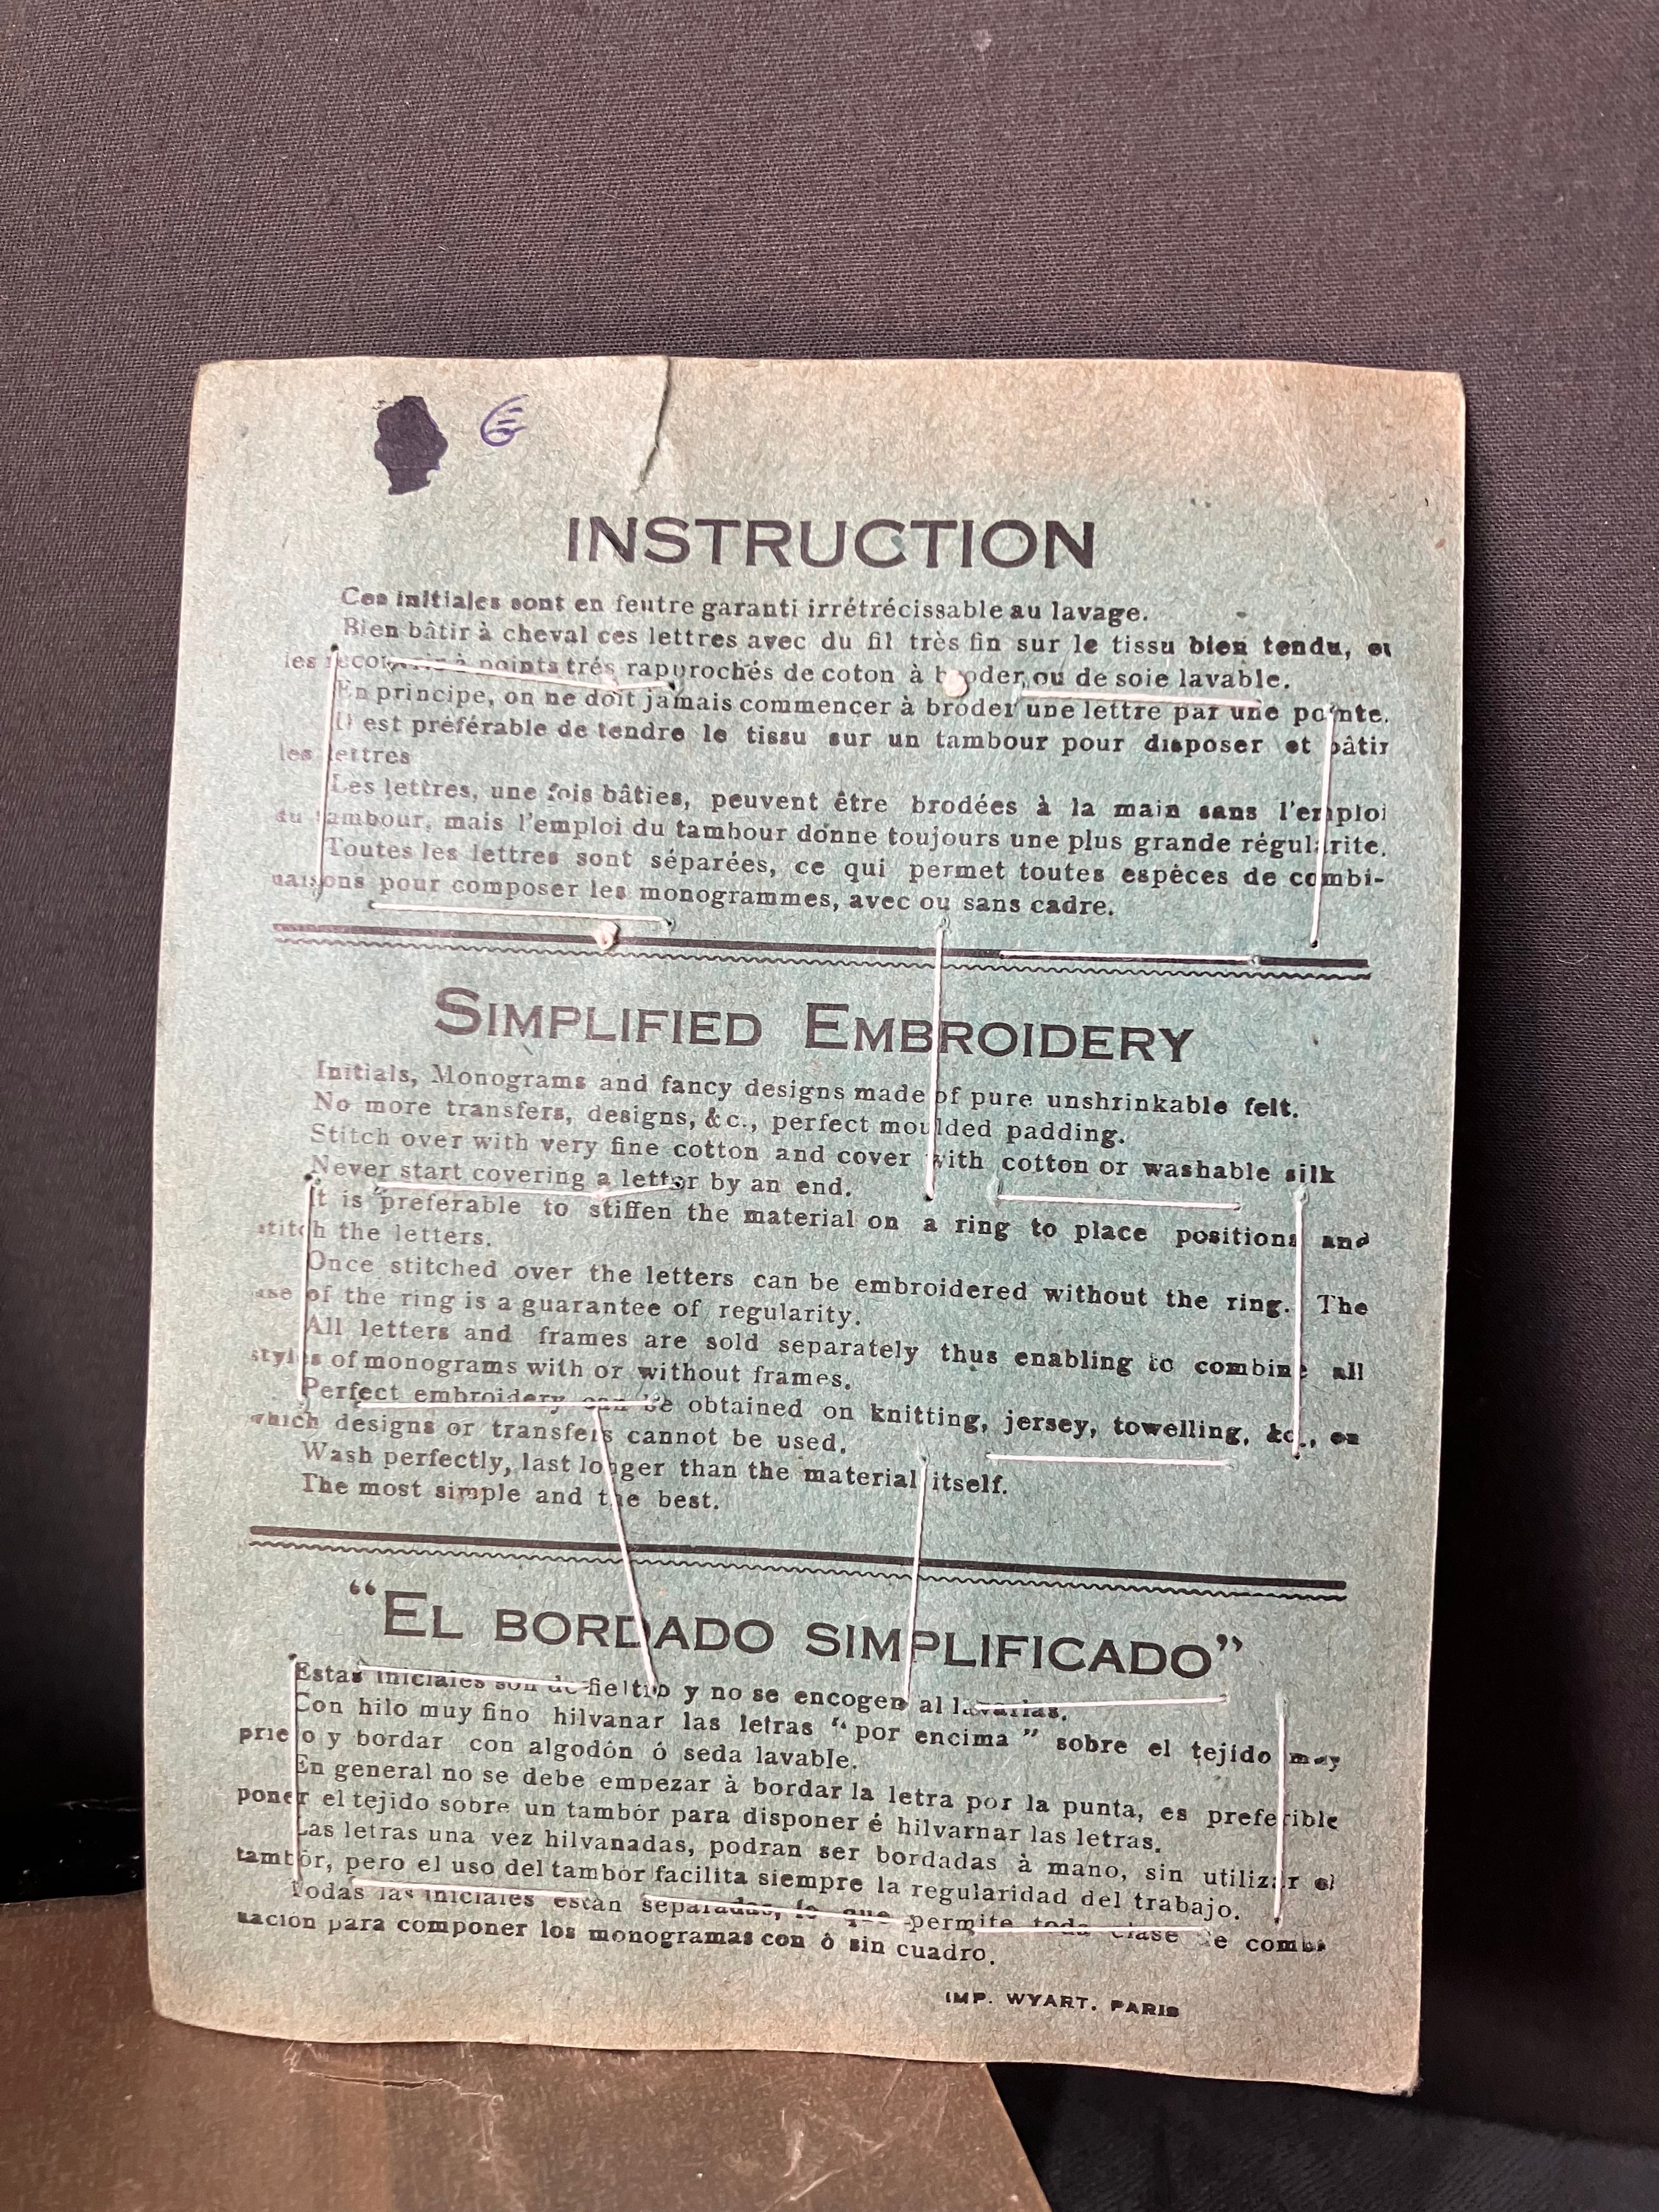 6
INSTRUCTION
Ces initiales sont en feutre garanti irrétrécissable au lavage.
Bien bâtir à cheval ces lettres avec du fil très fin sur le tissu bien tendu, et
les à points trés rapprochés de coton à broder ou de soie lavable.
En principe, on ne doit jamais commencer à broder une lettre par une pointe.
Il est préférable de tendre le tissu sur un tambour pour disposer et bâtir
les lettres
Les lettres, une fois bâties, peuvent être brodées à la main sans l'emploi
du tambour, mais l'emploi du tambour donne toujours une plus grande régularite.
Toutes les lettres sont séparées, ce qui permet toutes espèces de combi-
naisons pour composer les monogrammes, avec ou sans cadre.
SIMPLIFIED EMBROIDERY
Initials, Monograms and fancy designs made of pure unshrinkable felt.
No more transfers, designs, &c., perfect moulded padding.
Stitch over with very fine cotton and cover with cotton or washable silk
Never start covering a letter by an end.
It is preferable to stiffen the material on a ring to place positions and
stitch the letters.
Once stitched over the letters can be embroidered without the ring. The
use of the ring is a guarantee of regularity.
All letters and frames are sold separately thus enabling to combine all
styles of monograms with or without frames.
Perfect embroidery can be obtained on knitting, jersey, towelling, &c., on
which designs or transfers cannot be used.
Wash perfectly, last longer than the material itself.
The most simple and the best.
“EL BORDADO SIMPLIFICADO”
Estas iniciales son de fieltro y no se encogen al lavarlas.
Con hilo muy fino hilvanar las letras “por encima” sobre el tejido muy
prieto y bordar con algodón ó seda lavable.
En general no se debe empezar à bordar la letra por la punta, es preferible
poner el tejido sobre un tambór para disponer é hilvarnar las letras.
Las letras una vez hilvanadas, podran ser bordadas à mano, sin utilizar el
tambòr, pero el uso del tambor facilita siempre la regularidad del trabajo.
Todas las iniciales estàn separadas, lo que permite toda clase de combi
nación para componer los monogramas con ò sin cuadro.
IMP. WYART. PARIS